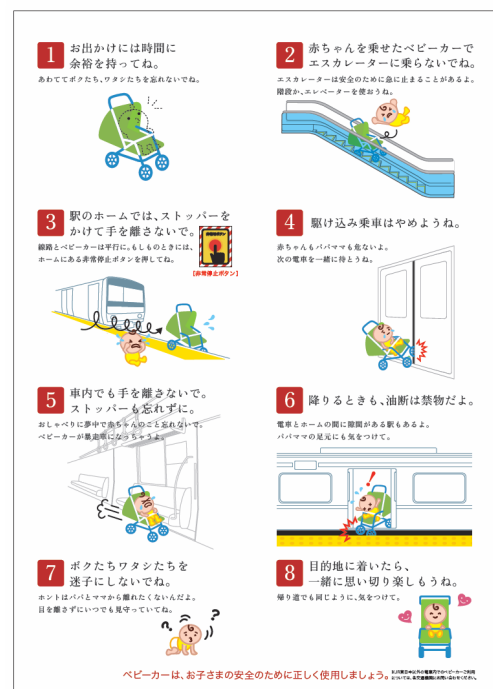 1
お出かけには時間に
余裕を持ってね。
あわててボクたち、ワタシたちを忘れないでね。
2
赤ちゃんを乗せたベビーカーで
エスカレーターに乗らないでね。
エスカレーターは安全のために急に止まることがあるよ。
階段か、エレベーターを使おうね。
3
駅のホームでは、ストッパーを
かけて手を離さないで。
線路とベビーカーは平行に。もしものときには、
ホームにある非常停止ボタンを押してね。
【非常停止ボタン】
4
駆け込み乗車はやめようね。
赤ちゃんもパパママも危ないよ。
次の電車を一緒に待とうね。
5
車内でも手を離さないで。
ストッパーも忘れずに。
おしゃべりに夢中で赤ちゃんのこと忘れないで。
ベビーカーが暴走車になっちゃうよ。
6
降りるときも、油断は禁物だよ。
電車とホームの間に隙間がある駅もあるよ。
パパママの足元にも気をつけて。
7
ボクたちワタシたちを
迷子にしないでね。
ホントはパパとママから離れたくないんだよ。
目を離さずにいつでも見守っていてね。
8
目的地に着いたら、
一緒に思い切り楽しもうね。
帰り道でも同じように、気をつけて。
ベビーカーは、お子さまの安全のために正しく使用しましょう。